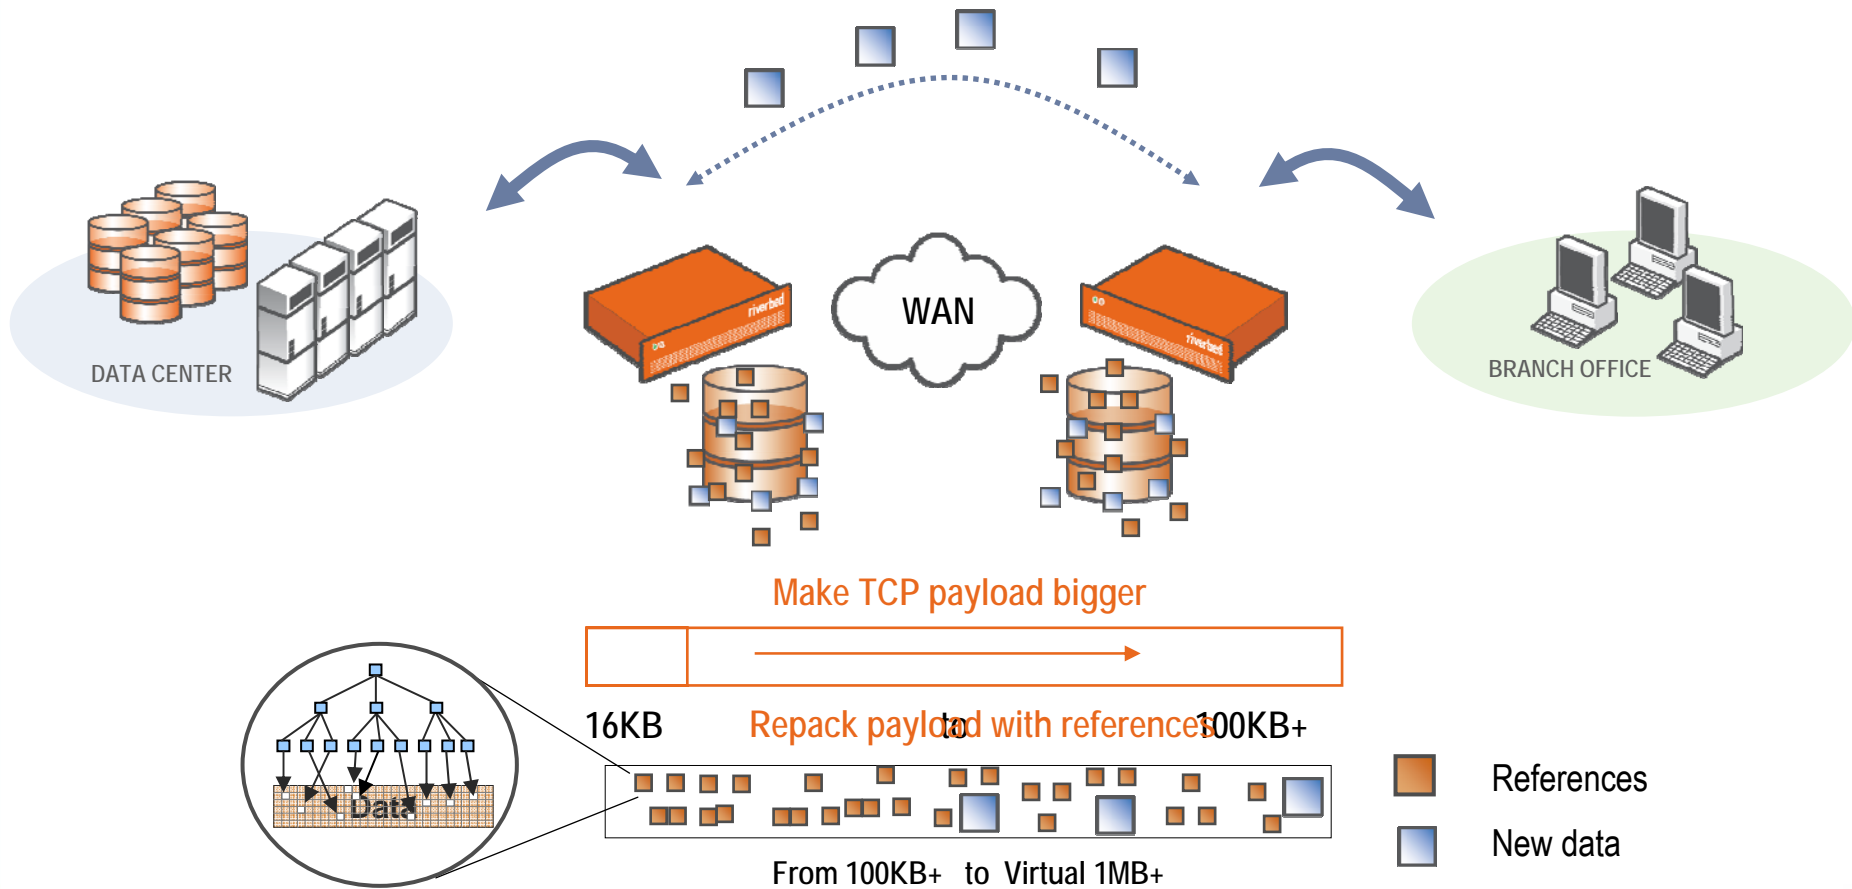 WAN
riverbed
riverbed
DATA CENTER
BRANCH OFFICE
Make TCP payload bigger
16KB to 100KB+
Repack payload with references
Data
References
New data
From 100KB+ to Virtual 1MB+